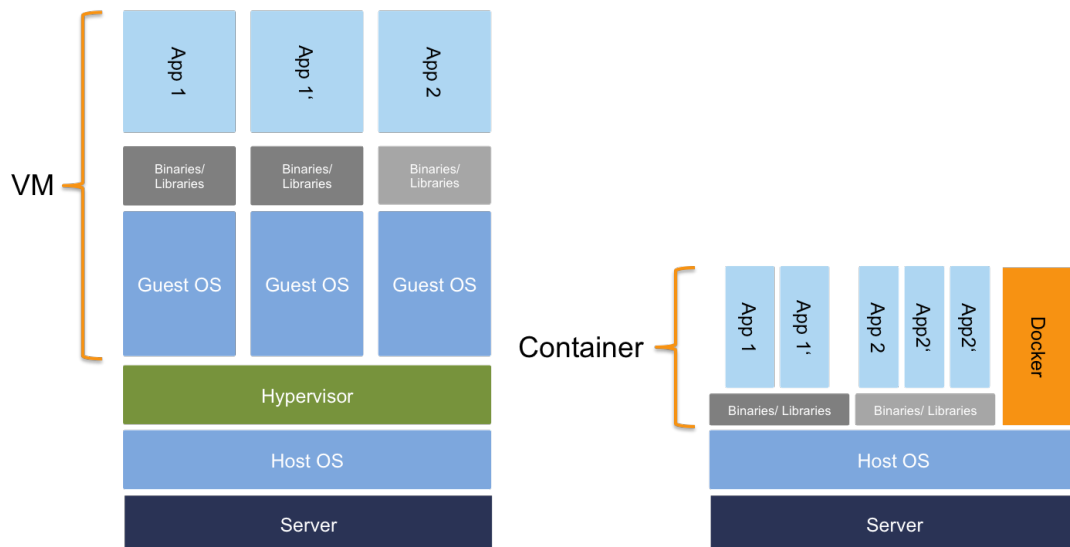 App 1
App 1‘
App 2
Binaries/
Libraries
Binaries/
Libraries
Binaries/
Libraries
VM
Guest OS
Guest OS
Guest OS
Hypervisor
Host OS
Server
Container
App 1
App 1‘
App 2
App2‘
App2‘
Docker
Binaries/ Libraries
Binaries/ Libraries
Host OS
Server